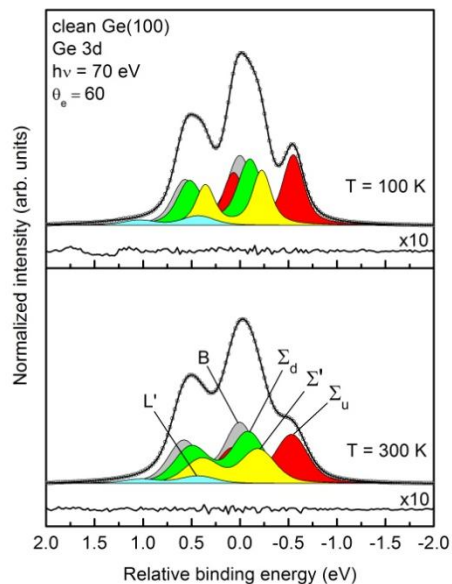 clean Ge(100)
Ge 3d
hν = 70 eV
θe = 60
T = 100 K
x10
B
Σd
Σ'
Σu
L'
T = 300 K
x10
2.0 1.5 1.0 0.5 0.0 -0.5 -1.0 -1.5 -2.0
Relative binding energy (eV)
Normalized intensity (arb. units)